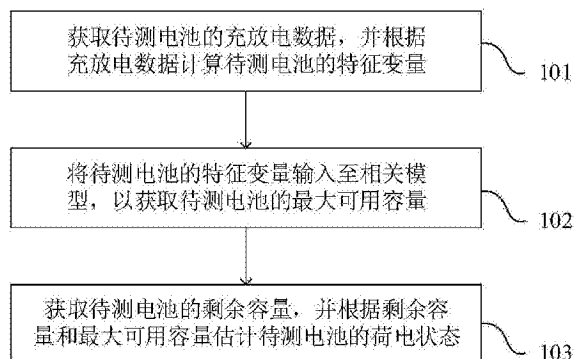 获取待测电池的充放电数据，并根据
充放电数据计算待测电池的特征变量
101
将待测电池的特征变量输入至相关模
型，以获取待测电池的最大可用容量
102
获取待测电池的剩余容量，并根据剩余容
量和最大可用容量估计待测电池的荷电状态
103